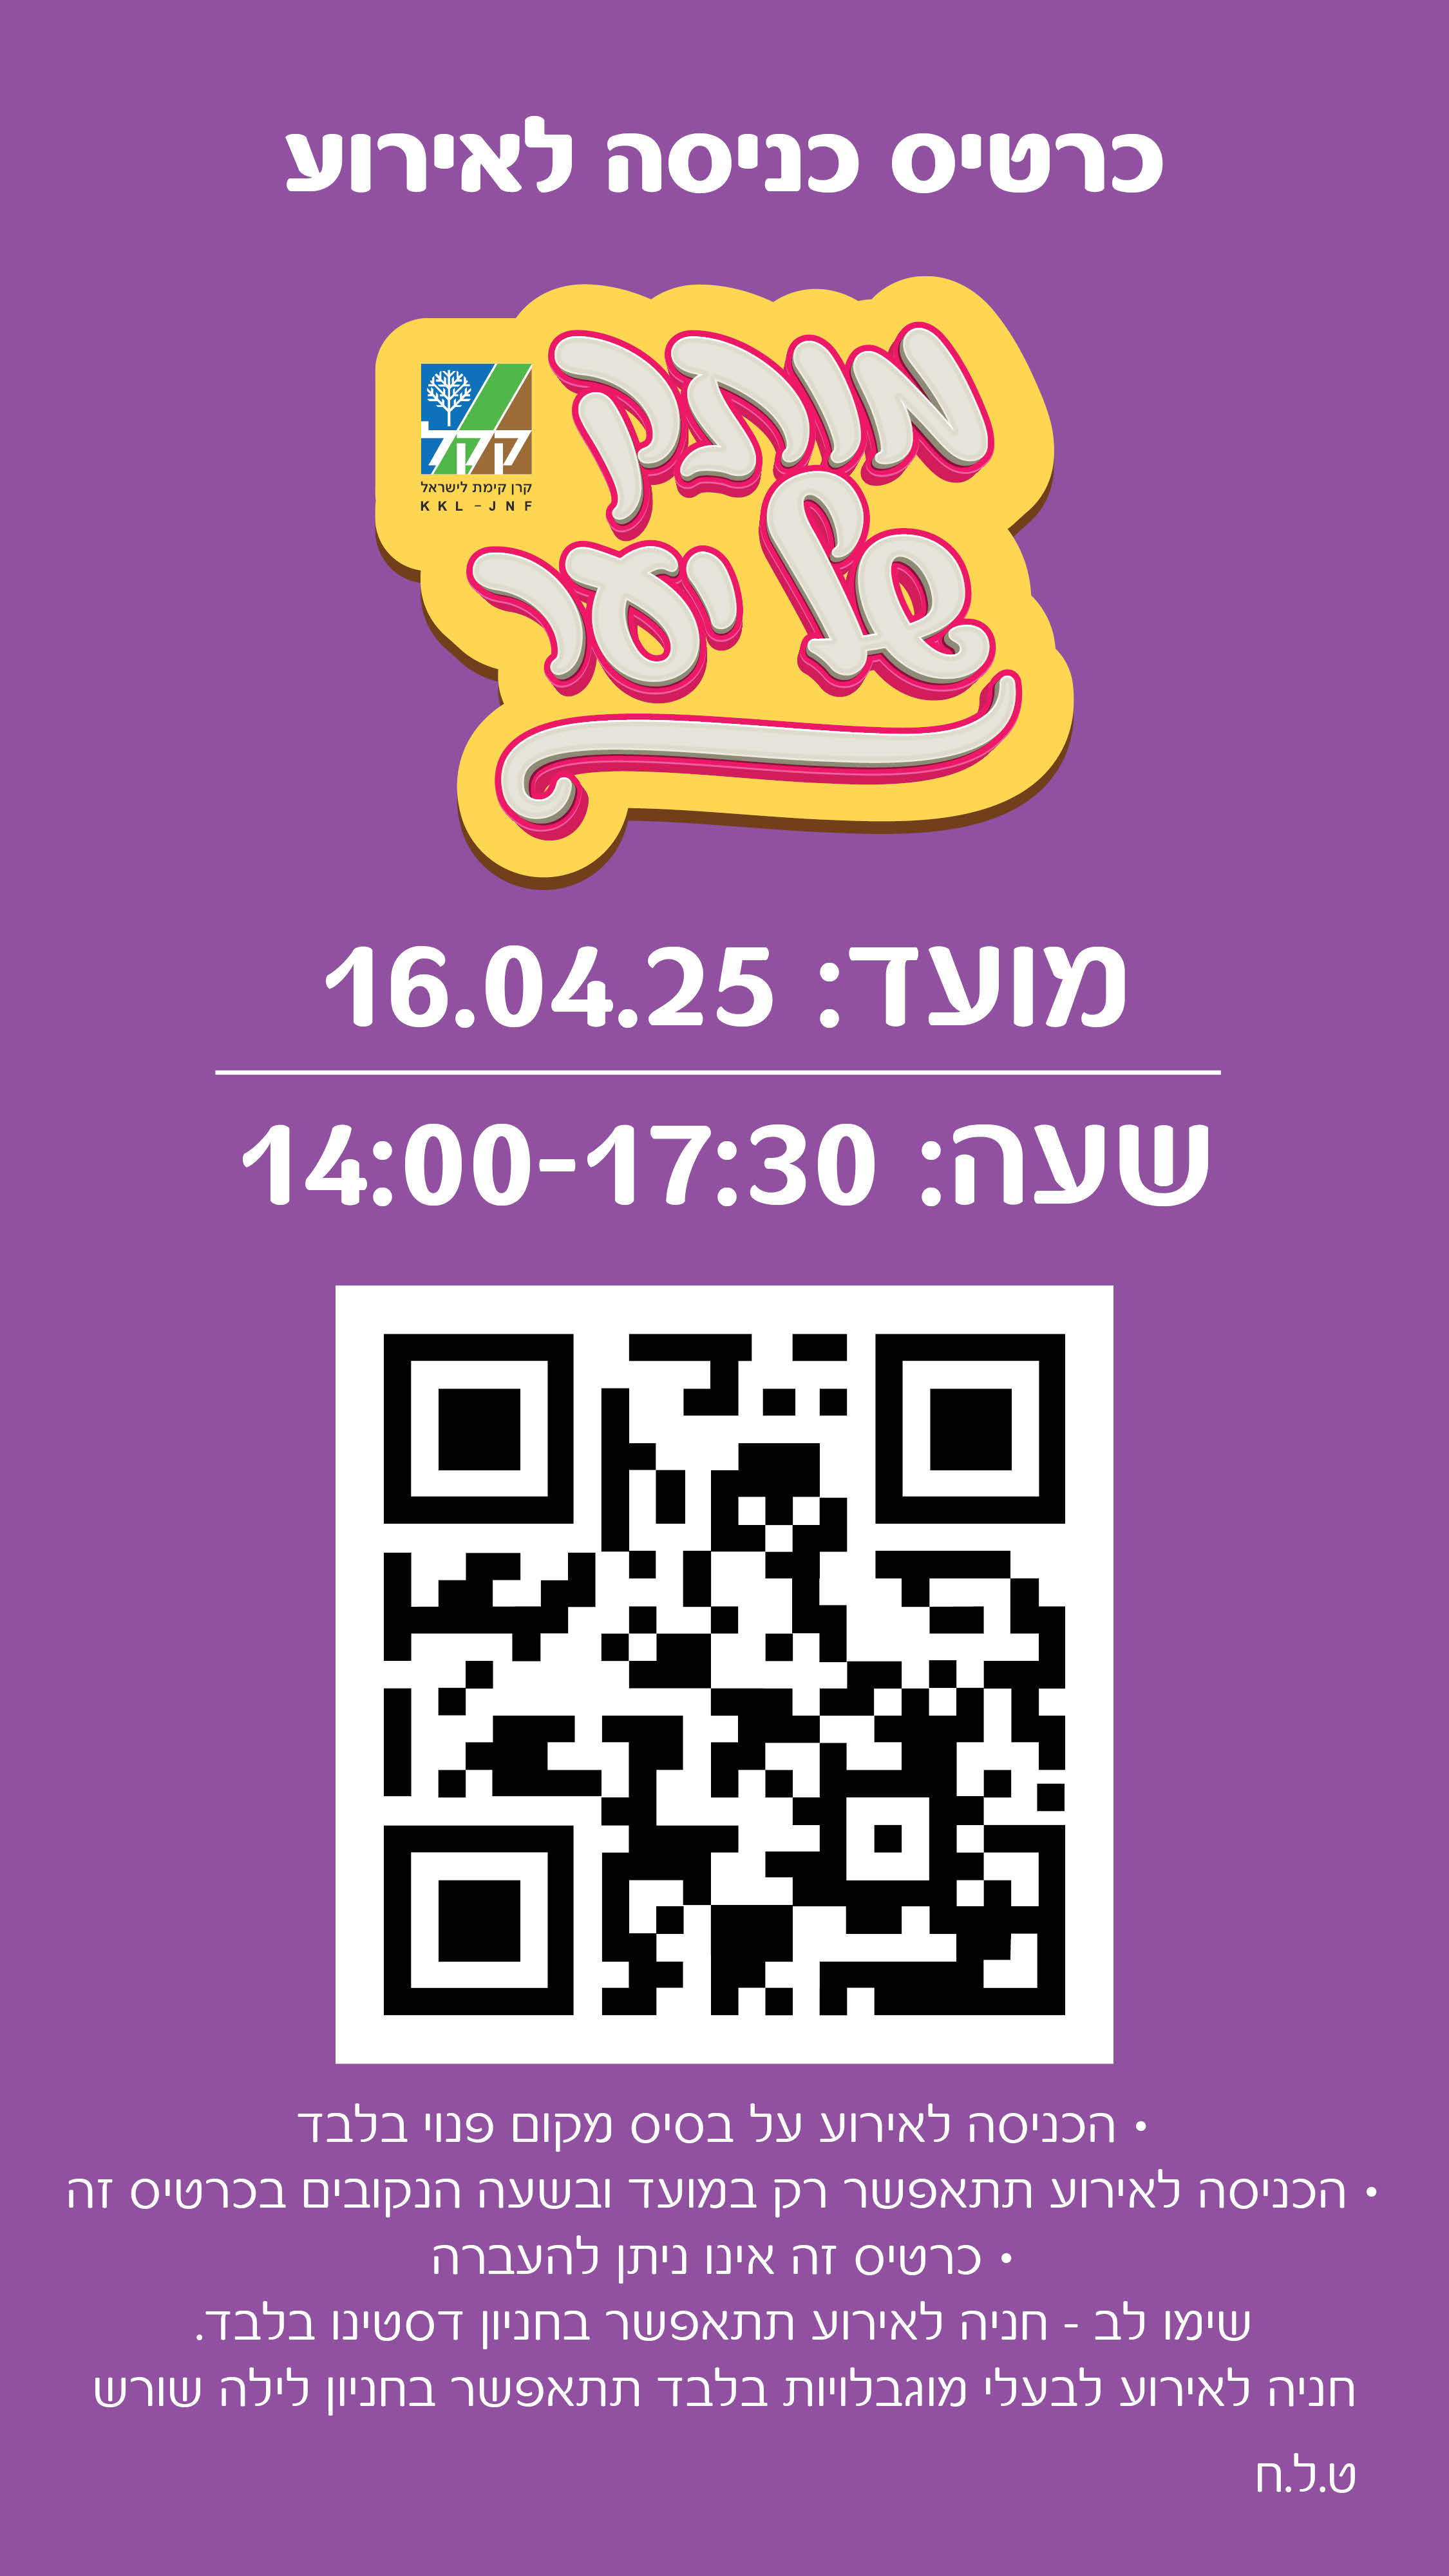 כרטיס כניסה לאירוע
מותק
של יער
קקל
קרן קימת לישראל
KKL-JNF
מועד: 16.04.25
שעה: 14:00-17:30
• הכניסה לאירוע על בסיס מקום פנוי בלבד
• הכניסה לאירוע תתאפשר רק במועד ובשעה הנקובים בכרטיס זה
• כרטיס זה אינו ניתן להעברה
שימו לב - חניה לאירוע תתאפשר בחניון דסטינו בלבד.
חניה לאירוע לבעלי מוגבלויות בלבד תתאפשר בחניון לילה שורש
ט.ל.ח